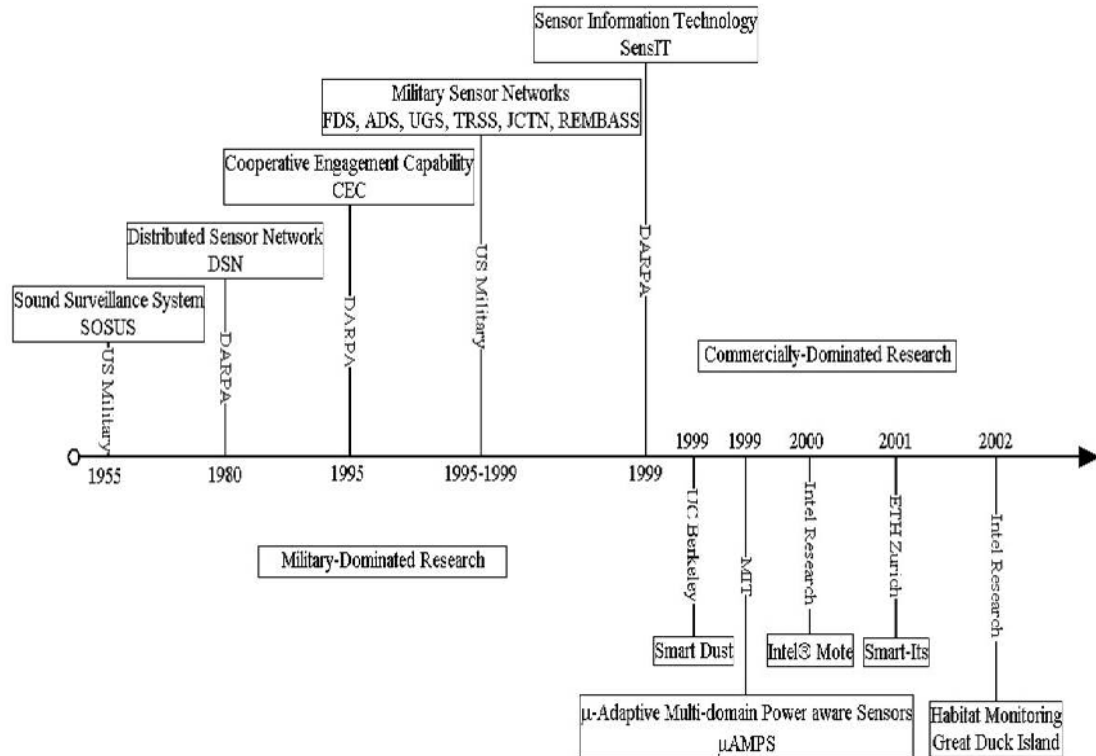 Sensor Information Technology
SensIT
Military Sensor Networks
FDS, ADS, UGS, TRSS, JCTN, REMBASS
Cooperative Engagement Capability
CEC
Distributed Sensor Network
DSN
Sound Surveillance System
SOSUS
US Military
DARPA
DARPA
US Military
DARPA
Commercially-Dominated Research
1955
1980
1995
1995-1999
1999
1999
1999
2000
2001
2002
Military-Dominated Research
UC Berkeley
MIT
Intel Research
ETH Zurich
Intel Research
Smart Dust
Intel® Mote
Smart-Its
μ-Adaptive Multi-domain Power aware Sensors
μAMPS
Habitat Monitoring
Great Duck Island